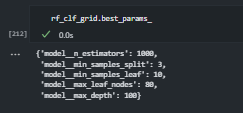 rf_clf_grid.best_params_
[212]
0.0s
... {'model__n_estimators': 1000,
'model__min_samples_split': 3,
'model__min_samples_leaf': 10,
'model__max_leaf_nodes': 80,
'model__max_depth': 100}